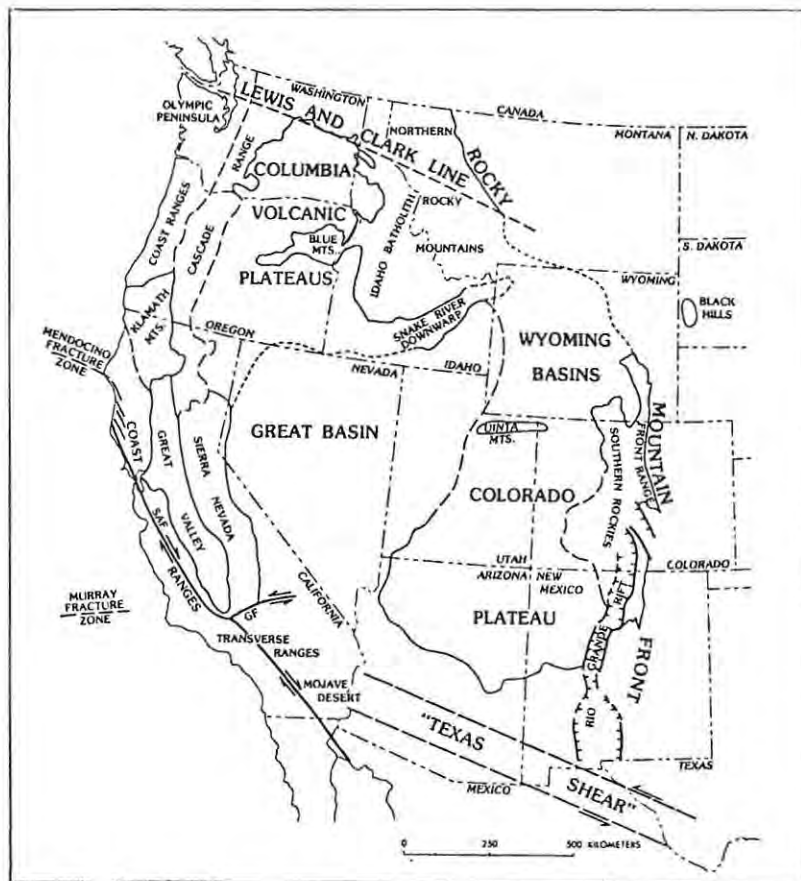 WASHINGTON
CANADA
OLYMPIC
PENINSULA
LEWIS AND CLARK LINE
NORTHERN
MONTANA
N. DAKOTA
ROCKY
RANGE
COLUMBIA
COAST RANGES
VOLCANIC
ROCKY
CASCADE
BLUE
MTS.
IDAHO BATHOLITH
MOUNTAINS
S. DAKOTA
PLATEAUS
WYOMING
BLACK
HILLS
KLAMATH
MTS.
SNAKE RIVER
DOWNWARP
MENDOCINO
FRACTURE
ZONE
OREGON
WYOMING
BASINS
NEVADA
IDAHO
UINTA
MTS.
MOUNTAIN
FRONT RANGE
SOUTHERN ROCKIES
GREAT BASIN
COAST
GREAT
SIERRA
COLORADO
NEVADA
SAF
VALLEY
RANGES
UTAH
COLORADO
ARIZONA
NEW
MEXICO
CALIFORNIA
MURRAY
FRACTURE
ZONE
GF
PLATEAU
RIFT
GRANDE
RIO
FRONT
TRANSVERSE
RANGES
MOJAVE
DESERT
"TEXAS
SHEAR"
TEXAS
MEXICO
0 250 500 KILOMETERS